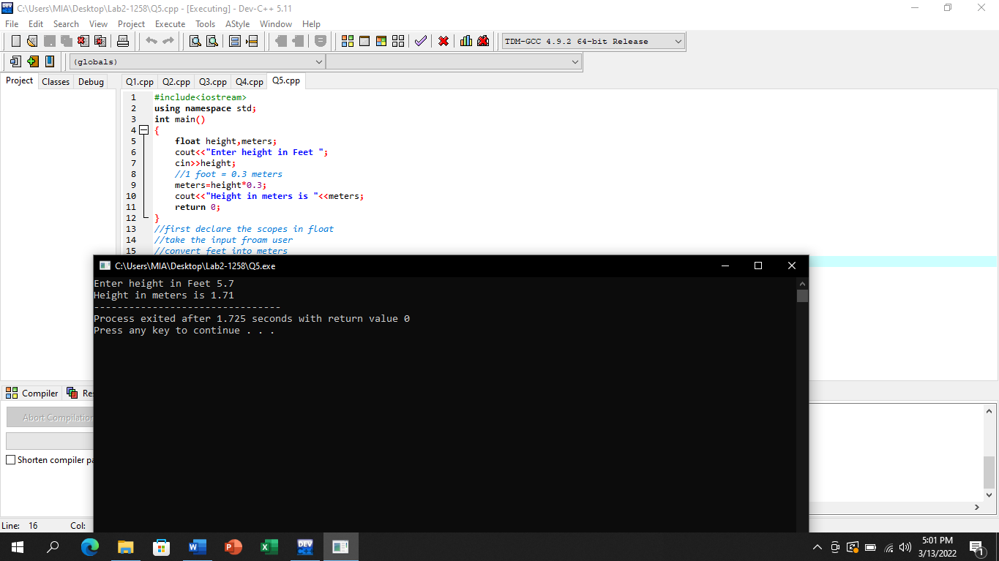 C:\Users\MIA\Desktop\Lab2-1258\Q5.cpp - [Executing] - Dev-C++ 5.11
File Edit Search View Project Execute Tools AStyle Window Help
TDM-GCC 4.9.2 64-bit Release
(globals)
Project Classes Debug Q1.cpp Q2.cpp Q3.cpp Q4.cpp Q5.cpp
1 #include<iostream>
2 using namespace std;
3 int main()
4 {
5 float height,meters;
6 cout<<"Enter height in Feet ";
7 cin>>height;
8 //1 foot = 0.3 meters
9 meters=height*0.3;
10 cout<<"Height in meters is "<<meters;
11 return 0;
12 }
13 //first declare the scopes in float
14 //take the input froam user
15 //convert feet into meters
C:\Users\MIA\Desktop\Lab2-1258\Q5.exe
Enter height in Feet 5.7
Height in meters is 1.71
--------------------------------
Process exited after 1.725 seconds with return value 0
Press any key to continue . . .
Compiler Res
Abort Compilation
Shorten compiler pa
Line: 16 Col:
DEV C++
5:01 PM
3/13/2022
1